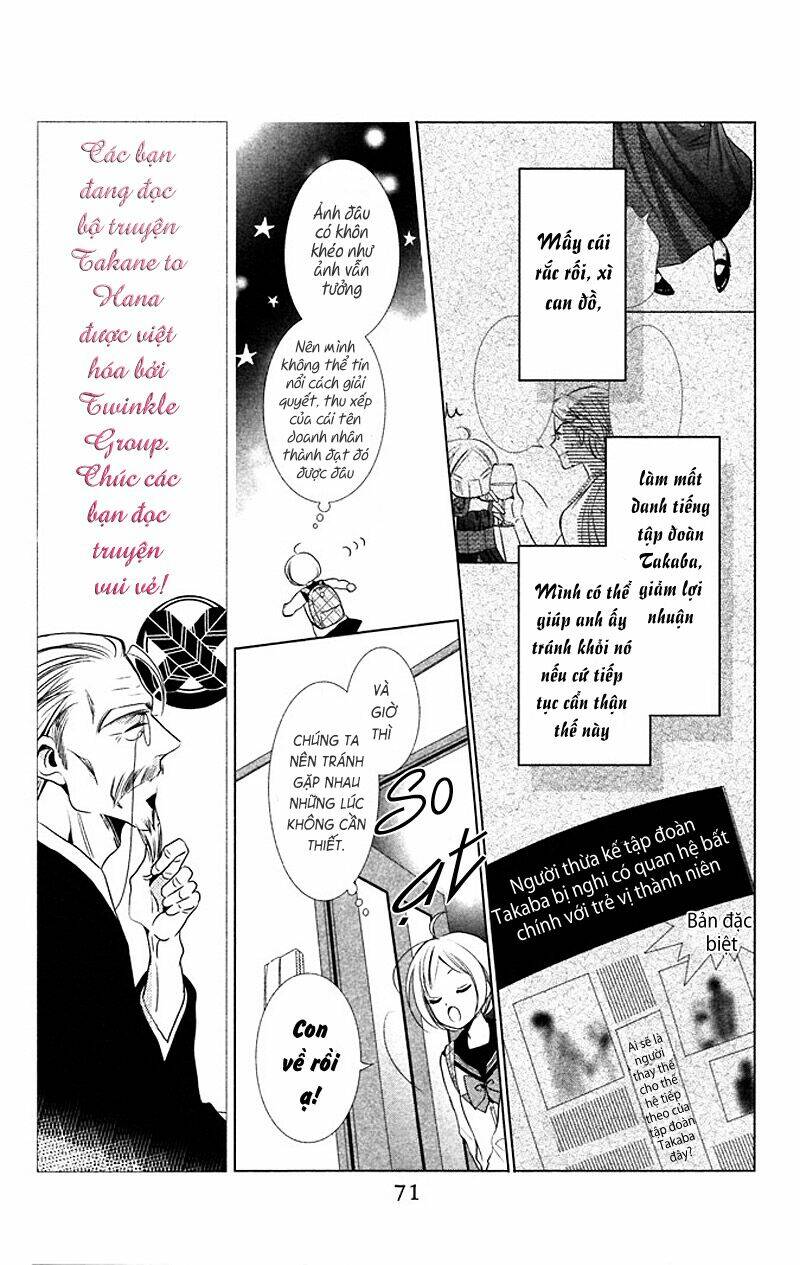 Mấy cái
rắc rối, xì
can đồ,
làm mất
danh tiếng
tập đoàn
Takaba,
giảm lợi
nhuận
Mình có thể
giúp anh ấy
tránh khỏi nó
nếu cứ tiếp
tục cẩn thận
thế này
Người thừa kế tập đoàn
Takaba bị nghi có quan hệ bất
chính với trẻ vị thành niên
Bản đặc
biệt
Ai sẽ là
người
thay thế
cho thế
hệ tiếp
theo của
tập đoàn
Takaba
đây?
Ảnh đâu
có khôn
khéo như
ảnh vẫn
tưởng
Nên mình
không thể tin
nổi cách giải
quyết, thu xếp
của cái tên
doanh nhân
thành đạt đó
được đâu
VÀ
GIỜ
THÌ
CHÚNG TA
NÊN TRÁNH
GẶP NHAU
NHỮNG LÚC
KHÔNG CẦN
THIẾT.
SO
ẠT
Con
về rồi
ạ!
Các bạn
đang đọc
bộ truyện
Takane to
Hana
được việt
hóa bởi
Twinkle
Group.
Chúc các
bạn đọc
truyện
vui vẻ!
71